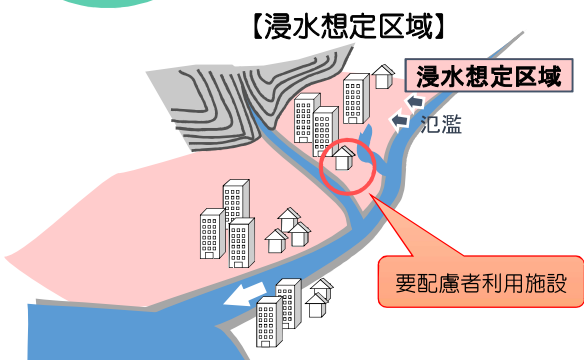 【浸水想定区域】
浸水想定区域
氾濫
要配慮者利用施設